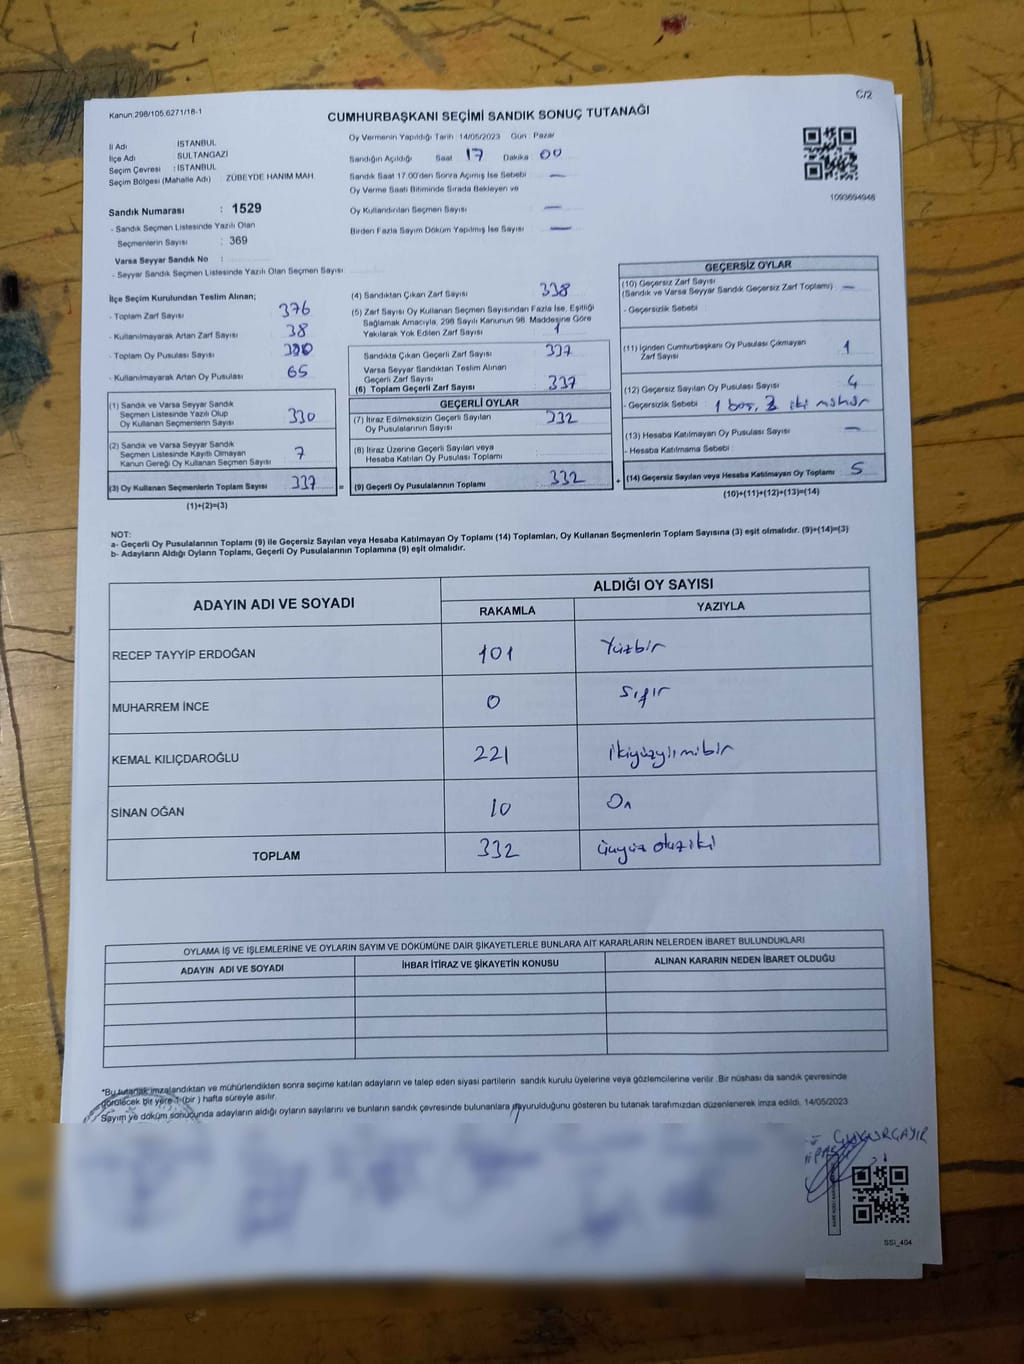 Kanun 298/105,6271/18-1
C/2
CUMHURBAŞKANI SEÇİMİ SANDIK SONUÇ TUTANAĞI
İl Adı İSTANBUL
İlçe Adı SULTANGAZİ
Seçim Çevresi : İSTANBUL
Seçim Bölgesi (Mahalle Adı) : ZÜBEYDE HANIM MAH.
Sandık Numarası : 1529
- Sandık Seçmen Listesinde Yazılı Olan
Seçmenlerin Sayısı : 369
Varsa Seyyar Sandık No :
- Seyyar Sandık Seçmen Listesinde Yazılı Olan Seçmen Sayısı
Oy Vermenin Yapıldığı Tarih :14/05/2023 Gün : Pazar
Sandığın Açıldığı Saat 17 Dakika 00
Sandık Saat 17.00'den Sonra Açılmış İse Sebebi —
Oy Verme Saati Bitiminde Sırada Bekleyen ve
Oy Kullandırılan Seçmen Sayısı —
Birden Fazla Sayım Döküm Yapılmış İse Sayısı —
1093694946
İlçe Seçim Kurulundan Teslim Alınan;
- Toplam Zarf Sayısı 376
- Kullanılmayarak Artan Zarf Sayısı 38
- Toplam Oy Pusulası Sayısı
- Kullanılmayarak Artan Oy Pusulası 65
(1) Sandık ve Varsa Seyyar Sandık
Seçmen Listesinde Yazılı Olup
Oy Kullanan Seçmenlerin Sayısı 330
(2) Sandık ve Varsa Seyyar Sandık
Seçmen Listesinde Kayıtlı Olmayan
Kanun Gereği Oy Kullanan Seçmen Sayısı 7
(3) Oy Kullanan Seçmenlerin Toplam Sayısı 337
(1)+(2)=(3)
(4) Sandıktan Çıkan Zarf Sayısı 338
(5) Zarf Sayısı Oy Kullanan Seçmen Sayısından Fazla İse, Eşitliği
Sağlamak Amacıyla, 298 Sayılı Kanunun 98. Maddesine Göre
Yakılarak Yok Edilen Zarf Sayısı 1
Sandıkta Çıkan Geçerli Zarf Sayısı 337
Varsa Seyyar Sandıktan Teslim Alınan
Geçerli Zarf Sayısı
(6) Toplam Geçerli Zarf Sayısı 337
GEÇERLİ OYLAR
(7) İtiraz Edilmeksizin Geçerli Sayılan
Oy Pusulalarının Sayısı 332
(8) İtiraz Üzerine Geçerli Sayılan veya
Hesaba Katılan Oy Pusulası Toplamı
= (9) Geçerli Oy Pusulalarının Toplamı 332
GEÇERSİZ OYLAR
(10) Geçersiz Zarf Sayısı
(Sandık ve Varsa Seyyar Sandık Geçersiz Zarf Toplamı) —
- Geçersizlik Sebebi
(11) İçinden Cumhurbaşkanı Oy Pusulası Çıkmayan
Zarf Sayısı 1
(12) Geçersiz Sayılan Oy Pusulası Sayısı 4
- Geçersizlik Sebebi : 1 boş, 3 iki mühür
(13) Hesaba Katılmayan Oy Pusulası Sayısı —
- Hesaba Katılmama Sebebi
+ (14) Geçersiz Sayılan veya Hesaba Katılmayan Oy Toplamı 5
(10)+(11)+(12)+(13)=(14)
NOT:
a- Geçerli Oy Pusulalarının Toplamı (9) ile Geçersiz Sayılan veya Hesaba Katılmayan Oy Toplamı (14) Toplamları, Oy Kullanan Seçmenlerin Toplam Sayısına (3) eşit olmalıdır. (9)+(14)=(3)
b- Adayların Aldığı Oyların Toplamı, Geçerli Oy Pusulalarının Toplamına (9) eşit olmalıdır.
ADAYIN ADI VE SOYADI ALDIĞI OY SAYISI
RAKAMLA YAZIYLA
RECEP TAYYİP ERDOĞAN 101 Yüzbir
MUHARREM İNCE 0 Sıfır
KEMAL KILIÇDAROĞLU 221 ikiyüzyirmibir
SİNAN OĞAN 10 On
TOPLAM 332 üçyüz otuziki
OYLAMA İŞ VE İŞLEMLERİNE VE OYLARIN SAYIM VE DÖKÜMÜNE DAİR ŞİKAYETLERLE BUNLARA AİT KARARLARIN NELERDEN İBARET BULUNDUKLARI
ADAYIN ADI VE SOYADI İHBAR İTİRAZ VE ŞİKAYETİN KONUSU ALINAN KARARIN NEDEN İBARET OLDUĞU
*Bu tutanak imzalandıktan ve mühürlendikten sonra seçime katılan adayların ve talep eden siyasi partilerin sandık kurulu üyelerine veya gözlemcilerine verilir .Bir nüshası da sandık çevresinde
görülecek bir yere 1 (bir ) hafta süreyle asılır.
Sayım ve döküm sonucunda adayların aldığı oyların sayılarını ve bunların sandık çevresinde bulunanlara duyurulduğunu gösteren bu tutanak tarafımızdan düzenlenerek imza edildi. 14/05/2023
SSİ_404